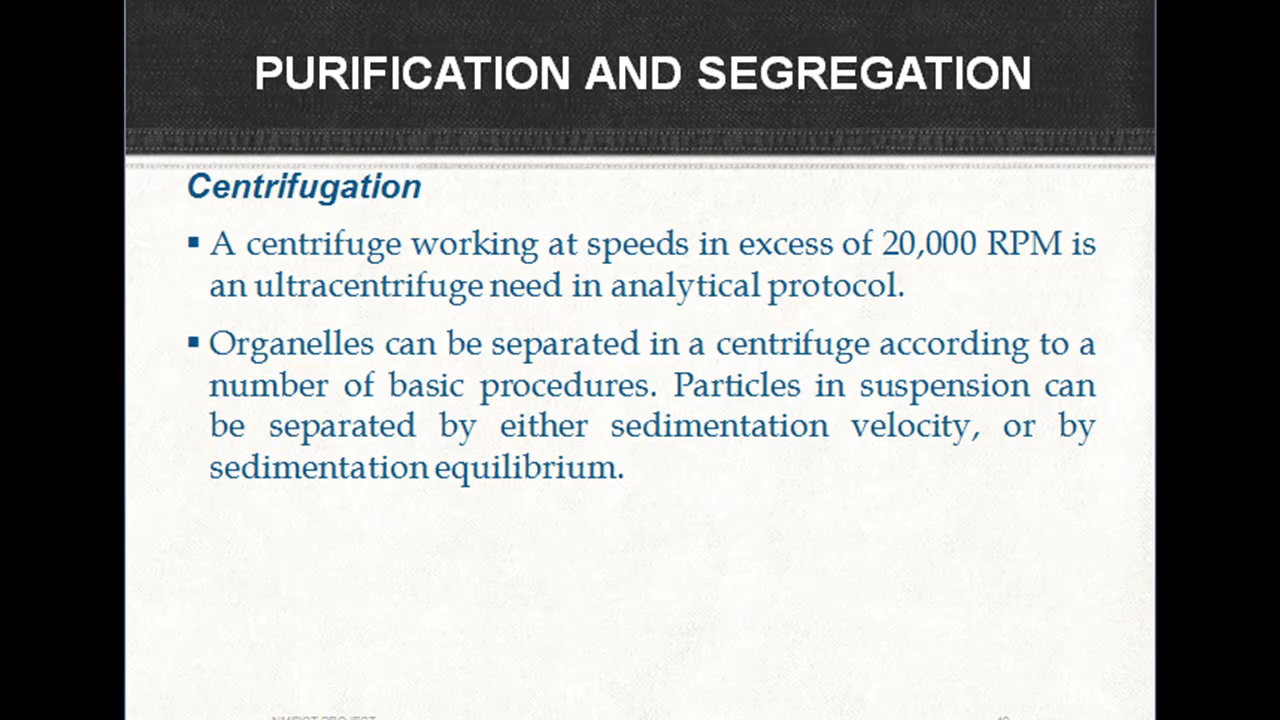 PURIFICATION AND SEGREGATION
Centrifugation
▪ A centrifuge working at speeds in excess of 20,000 RPM is
an ultracentrifuge need in analytical protocol.
▪ Organelles can be separated in a centrifuge according to a
number of basic procedures. Particles in suspension can
be separated by either sedimentation velocity, or by
sedimentation equilibrium.